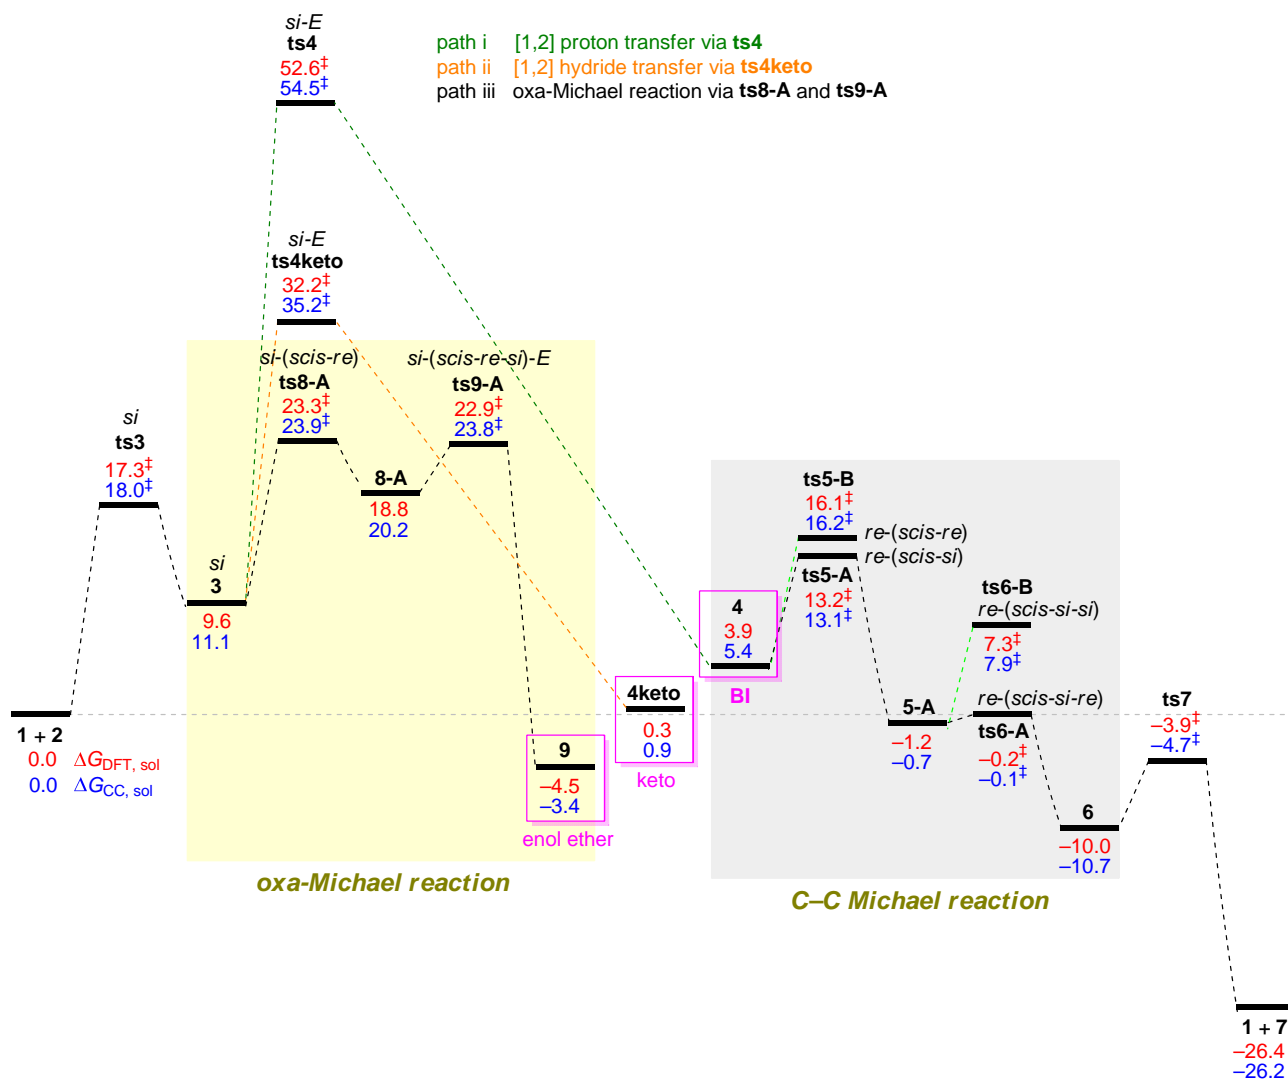 si-E
ts4
52.6‡
54.5‡
path i [1,2] proton transfer via ts4
path ii [1,2] hydride transfer via ts4keto
path iii oxa-Michael reaction via ts8-A and ts9-A
si-E
ts4keto
32.2‡
35.2‡
si-(scis-re)
ts8-A
23.3‡
23.9‡
si-(scis-re-si)-E
ts9-A
22.9‡
23.8‡
si
ts3
17.3‡
18.0‡
8-A
18.8
20.2
si
3
9.6
11.1
ts5-B
16.1‡
16.2‡
re-(scis-re)
re-(scis-si)
ts5-A
13.2‡
13.1‡
4
3.9
5.4
BI
ts6-B
re-(scis-si-si)
7.3‡
7.9‡
4keto
0.3
0.9
keto
5-A
−1.2
−0.7
re-(scis-si-re)
ts6-A
−0.2‡
−0.1‡
ts7
−3.9‡
−4.7‡
1 + 2
0.0 ΔG DFT, sol
0.0 ΔG CC, sol
9
−4.5
−3.4
enol ether
6
−10.0
−10.7
oxa-Michael reaction
C–C Michael reaction
1 + 7
−26.4
−26.2